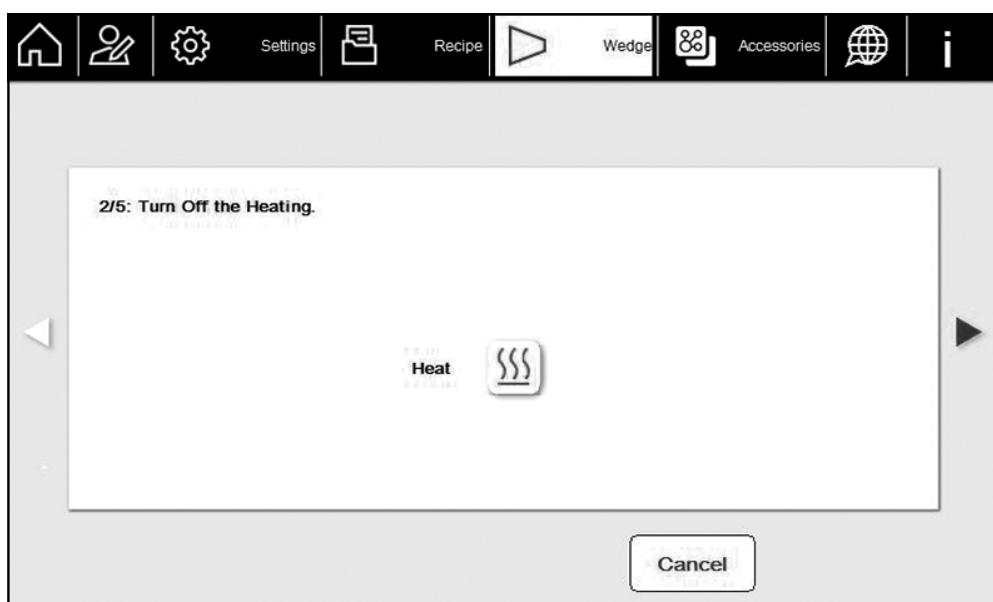 Settings
Recipe
Wedge
Accessories
i
2/5: Turn Off the Heating.
Heat
Cancel